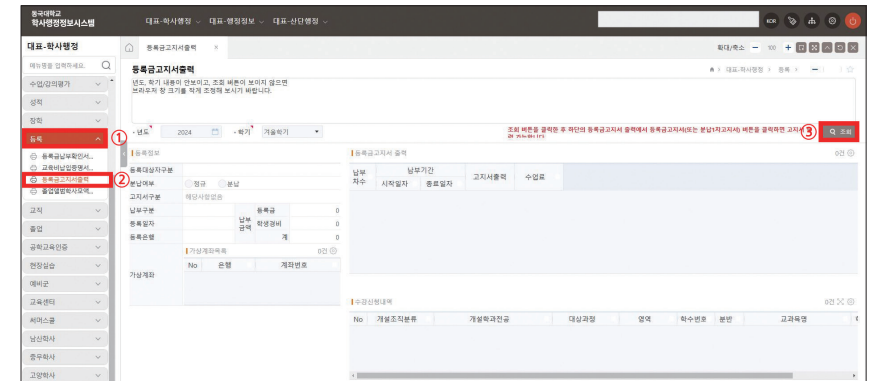 동국대학교
학사행정정보시스템
대표-학사행정
대표-행정정보
대표-산단행정
KOR
대표-학사행정
메뉴명을 입력하세요.
등록금고지서출력 ×
확대/축소 − 100 +
수업/강의평가
성적
장학
등록
①
등록금납부확인서...
교육비납입증명서...
등록금고지서출력
②
졸업앨범학사모액...
교직
졸업
공학교육인증
현장실습
예비군
교육센터
써머스쿨
남산학사
충무학사
고양학사
등록금고지서출력
대표-학사행정 > 등록 >
년도, 학기 내용이 안보이고, 조회 버튼이 보이지 않으면
브라우저 창 크기를 작게 조정해 보시기 바랍니다.
년도 2024
학기 겨울학기
조회 버튼을 클릭한 후 하단의 등록금고지서 출력에서 등록금고지서(또는 분납1차고지서) 버튼을 클릭하면 고지서
력 가능합니다
③
조회
등록정보
등록대상자구분
분납여부 정규 분납
고지서구분 해당사항없음
납부구분
등록일자
등록은행
납부
금액
등록금 0
학생경비 0
계 0
가상계좌
가상계좌목록 0건
No 은행 계좌번호
등록금고지서 출력 0건
납부
차수
납부기간
시작일자 종료일자
고지서출력 수업료
수강신청내역 0건
No 개설조직분류 개설학과전공 대상과정 영역 학수번호 분반 교과목명